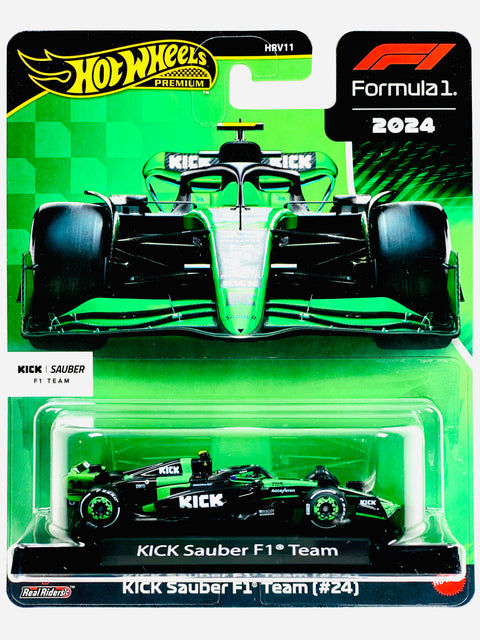 HRV11
HOT WHEELS
PREMIUM
F1
Formula 1.
2024
KICK KICK
SAUBER
KICK | SAUBER
F1 TEAM
KICK
KICK
KICK Sauber F1® Team
KICK Sauber F1® Team (#24)
Real Riders